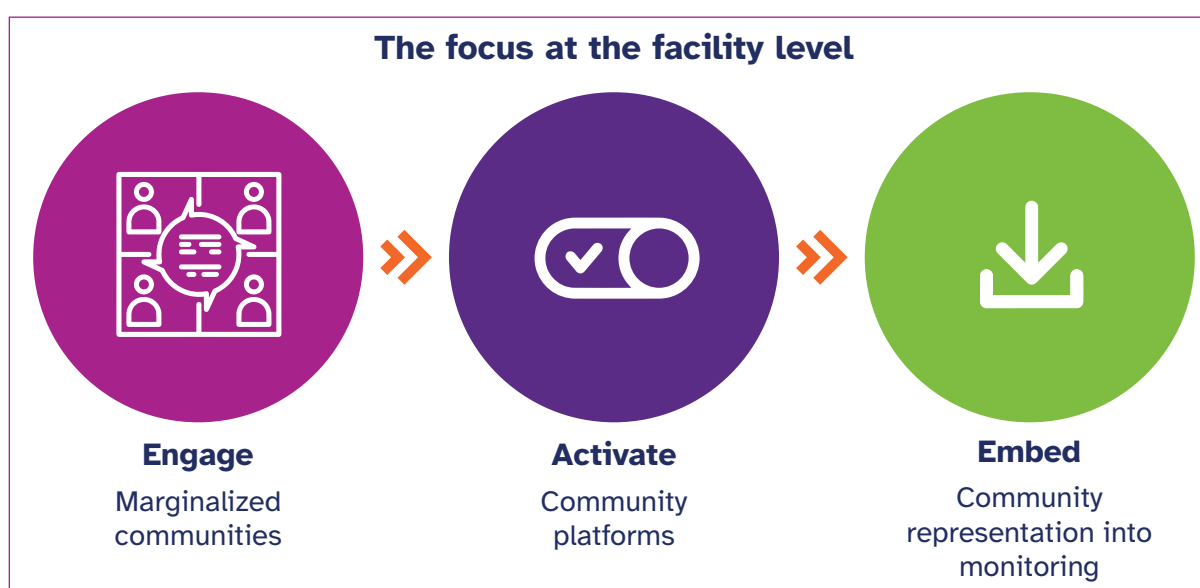 The focus at the facility level
Engage
Marginalized
communities
Activate
Community
platforms
Embed
Community
representation into
monitoring